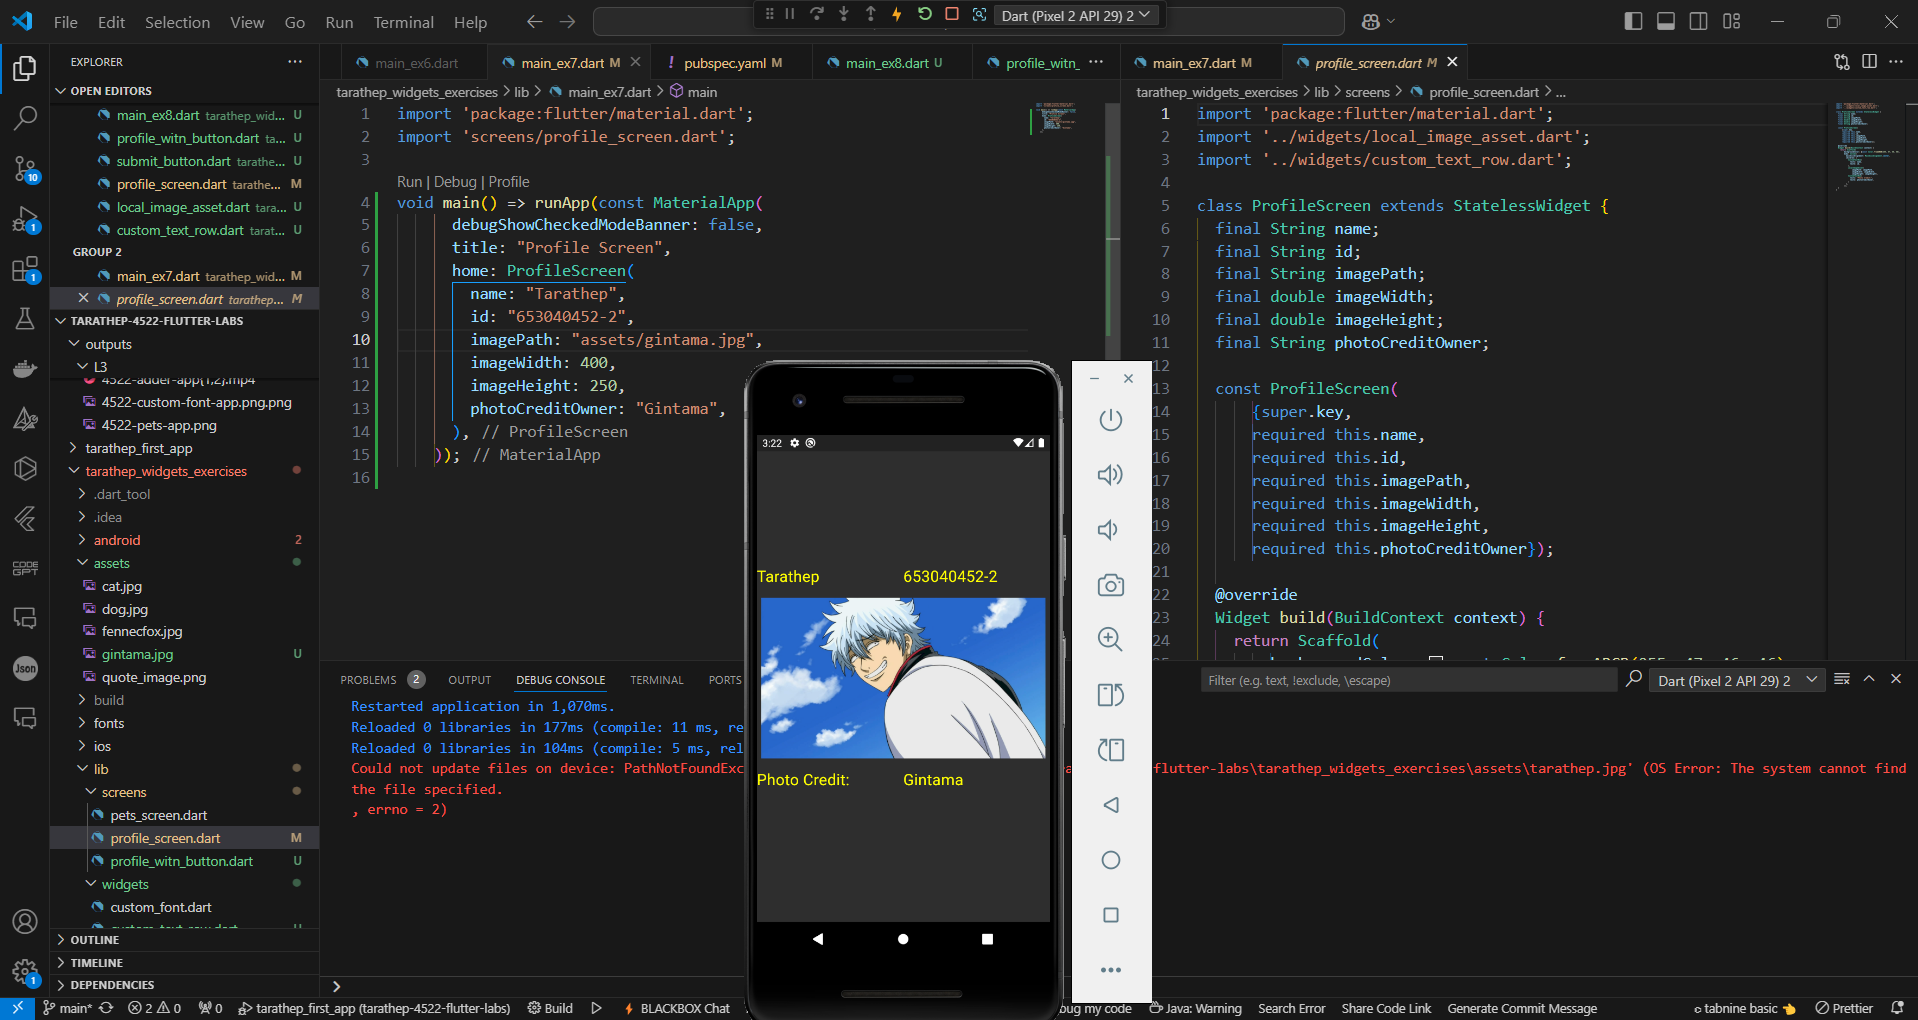 File Edit Selection View Go Run Terminal Help
Dart (Pixel 2 API 29) 2
EXPLORER
OPEN EDITORS
main_ex8.dart tarathep_wid... U
profile_witn_button.dart ta... U
submit_button.dart tarathe... U
profile_screen.dart tarathep... M
local_image_asset.dart tara... U
custom_text_row.dart tarat... U
GROUP 2
main_ex7.dart tarathep_wid... M
profile_screen.dart tarathep... M
TARATHEP-4522-FLUTTER-LABS
outputs
L3
4522-adder-app{1,2}.mp4
4522-custom-font-app.png.png
4522-pets-app.png
tarathep_first_app
tarathep_widgets_exercises
.dart_tool
.idea
android 2
assets
cat.jpg
dog.jpg
fennecfox.jpg
gintama.jpg U
quote_image.png
build
fonts
ios
lib
screens
pets_screen.dart
profile_screen.dart M
profile_witn_button.dart U
widgets
custom_font.dart
custom_text_row.dart U
OUTLINE
TIMELINE
DEPENDENCIES
10
1
1
CODE
GPT
Json
1
main_ex6.dart
main_ex7.dart M
! pubspec.yaml M
main_ex8.dart U
profile_witn_ ...
tarathep_widgets_exercises > lib > main_ex7.dart > main
1 import 'package:flutter/material.dart';
2 import 'screens/profile_screen.dart';
3
Run | Debug | Profile
4 void main() => runApp(const MaterialApp(
5 debugShowCheckedModeBanner: false,
6 title: "Profile Screen",
7 home: ProfileScreen(
8 name: "Tarathep",
9 id: "653040452-2",
10 imagePath: "assets/gintama.jpg",
11 imageWidth: 400,
12 imageHeight: 250,
13 photoCreditOwner: "Gintama",
14 ), // ProfileScreen
15 )); // MaterialApp
16
main_ex7.dart M
profile_screen.dart M
tarathep_widgets_exercises > lib > screens > profile_screen.dart > ...
1 import 'package:flutter/material.dart';
2 import '../widgets/local_image_asset.dart';
3 import '../widgets/custom_text_row.dart';
4
5 class ProfileScreen extends StatelessWidget {
6 final String name;
7 final String id;
8 final String imagePath;
9 final double imageWidth;
10 final double imageHeight;
11 final String photoCreditOwner;
12
13 const ProfileScreen(
14 {super.key,
15 required this.name,
16 required this.id,
17 required this.imagePath,
18 required this.imageWidth,
19 required this.imageHeight,
20 required this.photoCreditOwner});
21
22 @override
23 Widget build(BuildContext context) {
24 return Scaffold(
3:22
Tarathep 653040452-2
Photo Credit: Gintama
PROBLEMS 2 OUTPUT DEBUG CONSOLE TERMINAL PORTS
Filter (e.g. text, !exclude, \escape)
Dart (Pixel 2 API 29) 2
Restarted application in 1,070ms.
Reloaded 0 libraries in 177ms (compile: 11 ms, re
Reloaded 0 libraries in 104ms (compile: 5 ms, rel
Could not update files on device: PathNotFoundExc flutter-labs\tarathep_widgets_exercises\assets\tarathep.jpg' (OS Error: The system cannot find
the file specified.
, errno = 2)
main* 2 0 0 tarathep_first_app (tarathep-4522-flutter-labs) Build BLACKBOX Chat bug my code Java: Warning Search Error Share Code Link Generate Commit Message tabnine basic Prettier